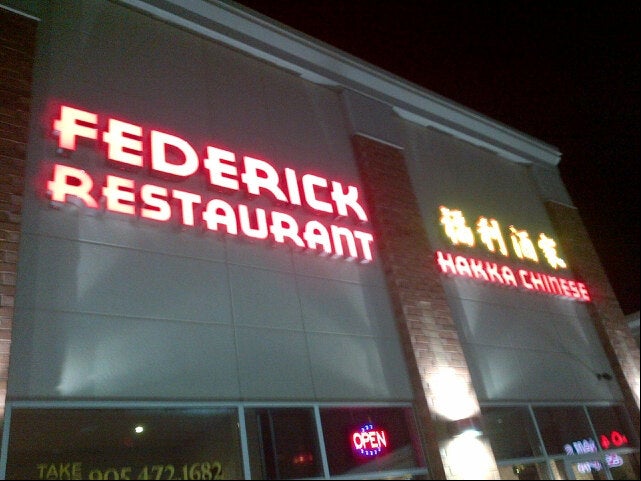 FEDERICK
RESTAURANT
福利酒家
HAKKA CHINESE
OPEN
TAKE
905.472.1682